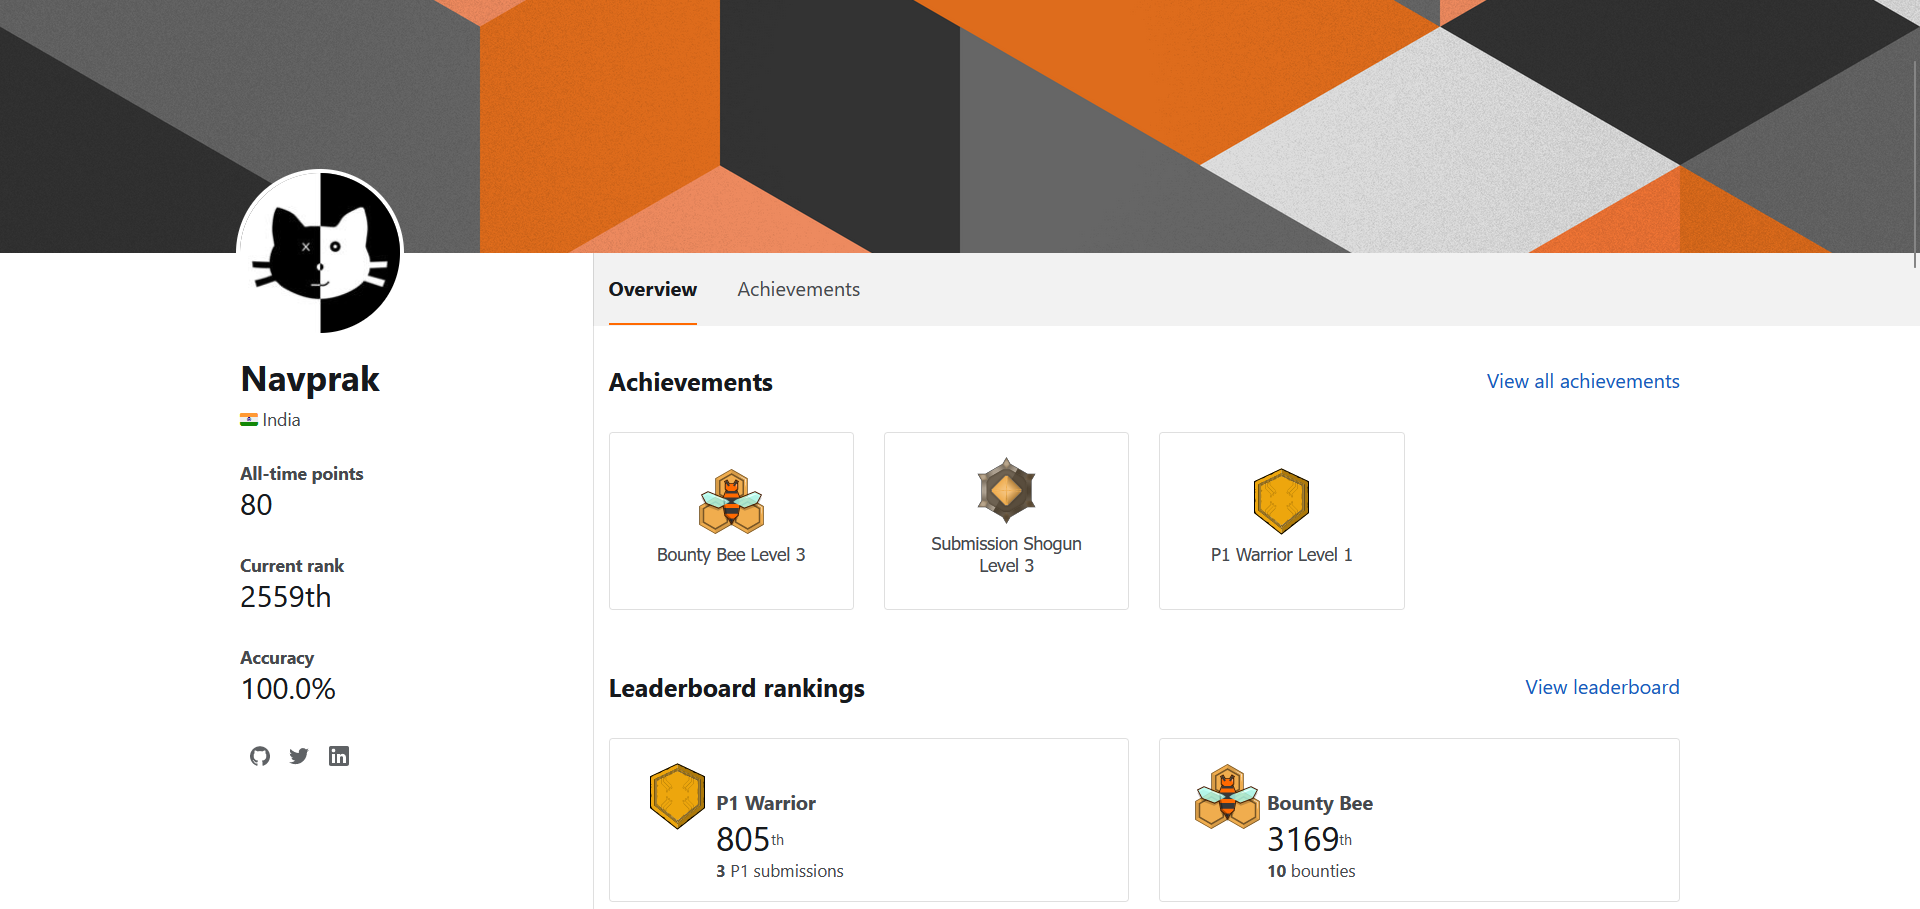 Overview
Achievements
Navprak
India
All-time points
80
Current rank
2559th
Accuracy
100.0%
Achievements
View all achievements
Bounty Bee Level 3
Submission Shogun
Level 3
P1 Warrior Level 1
Leaderboard rankings
View leaderboard
P1 Warrior
805th
3 P1 submissions
Bounty Bee
3169th
10 bounties